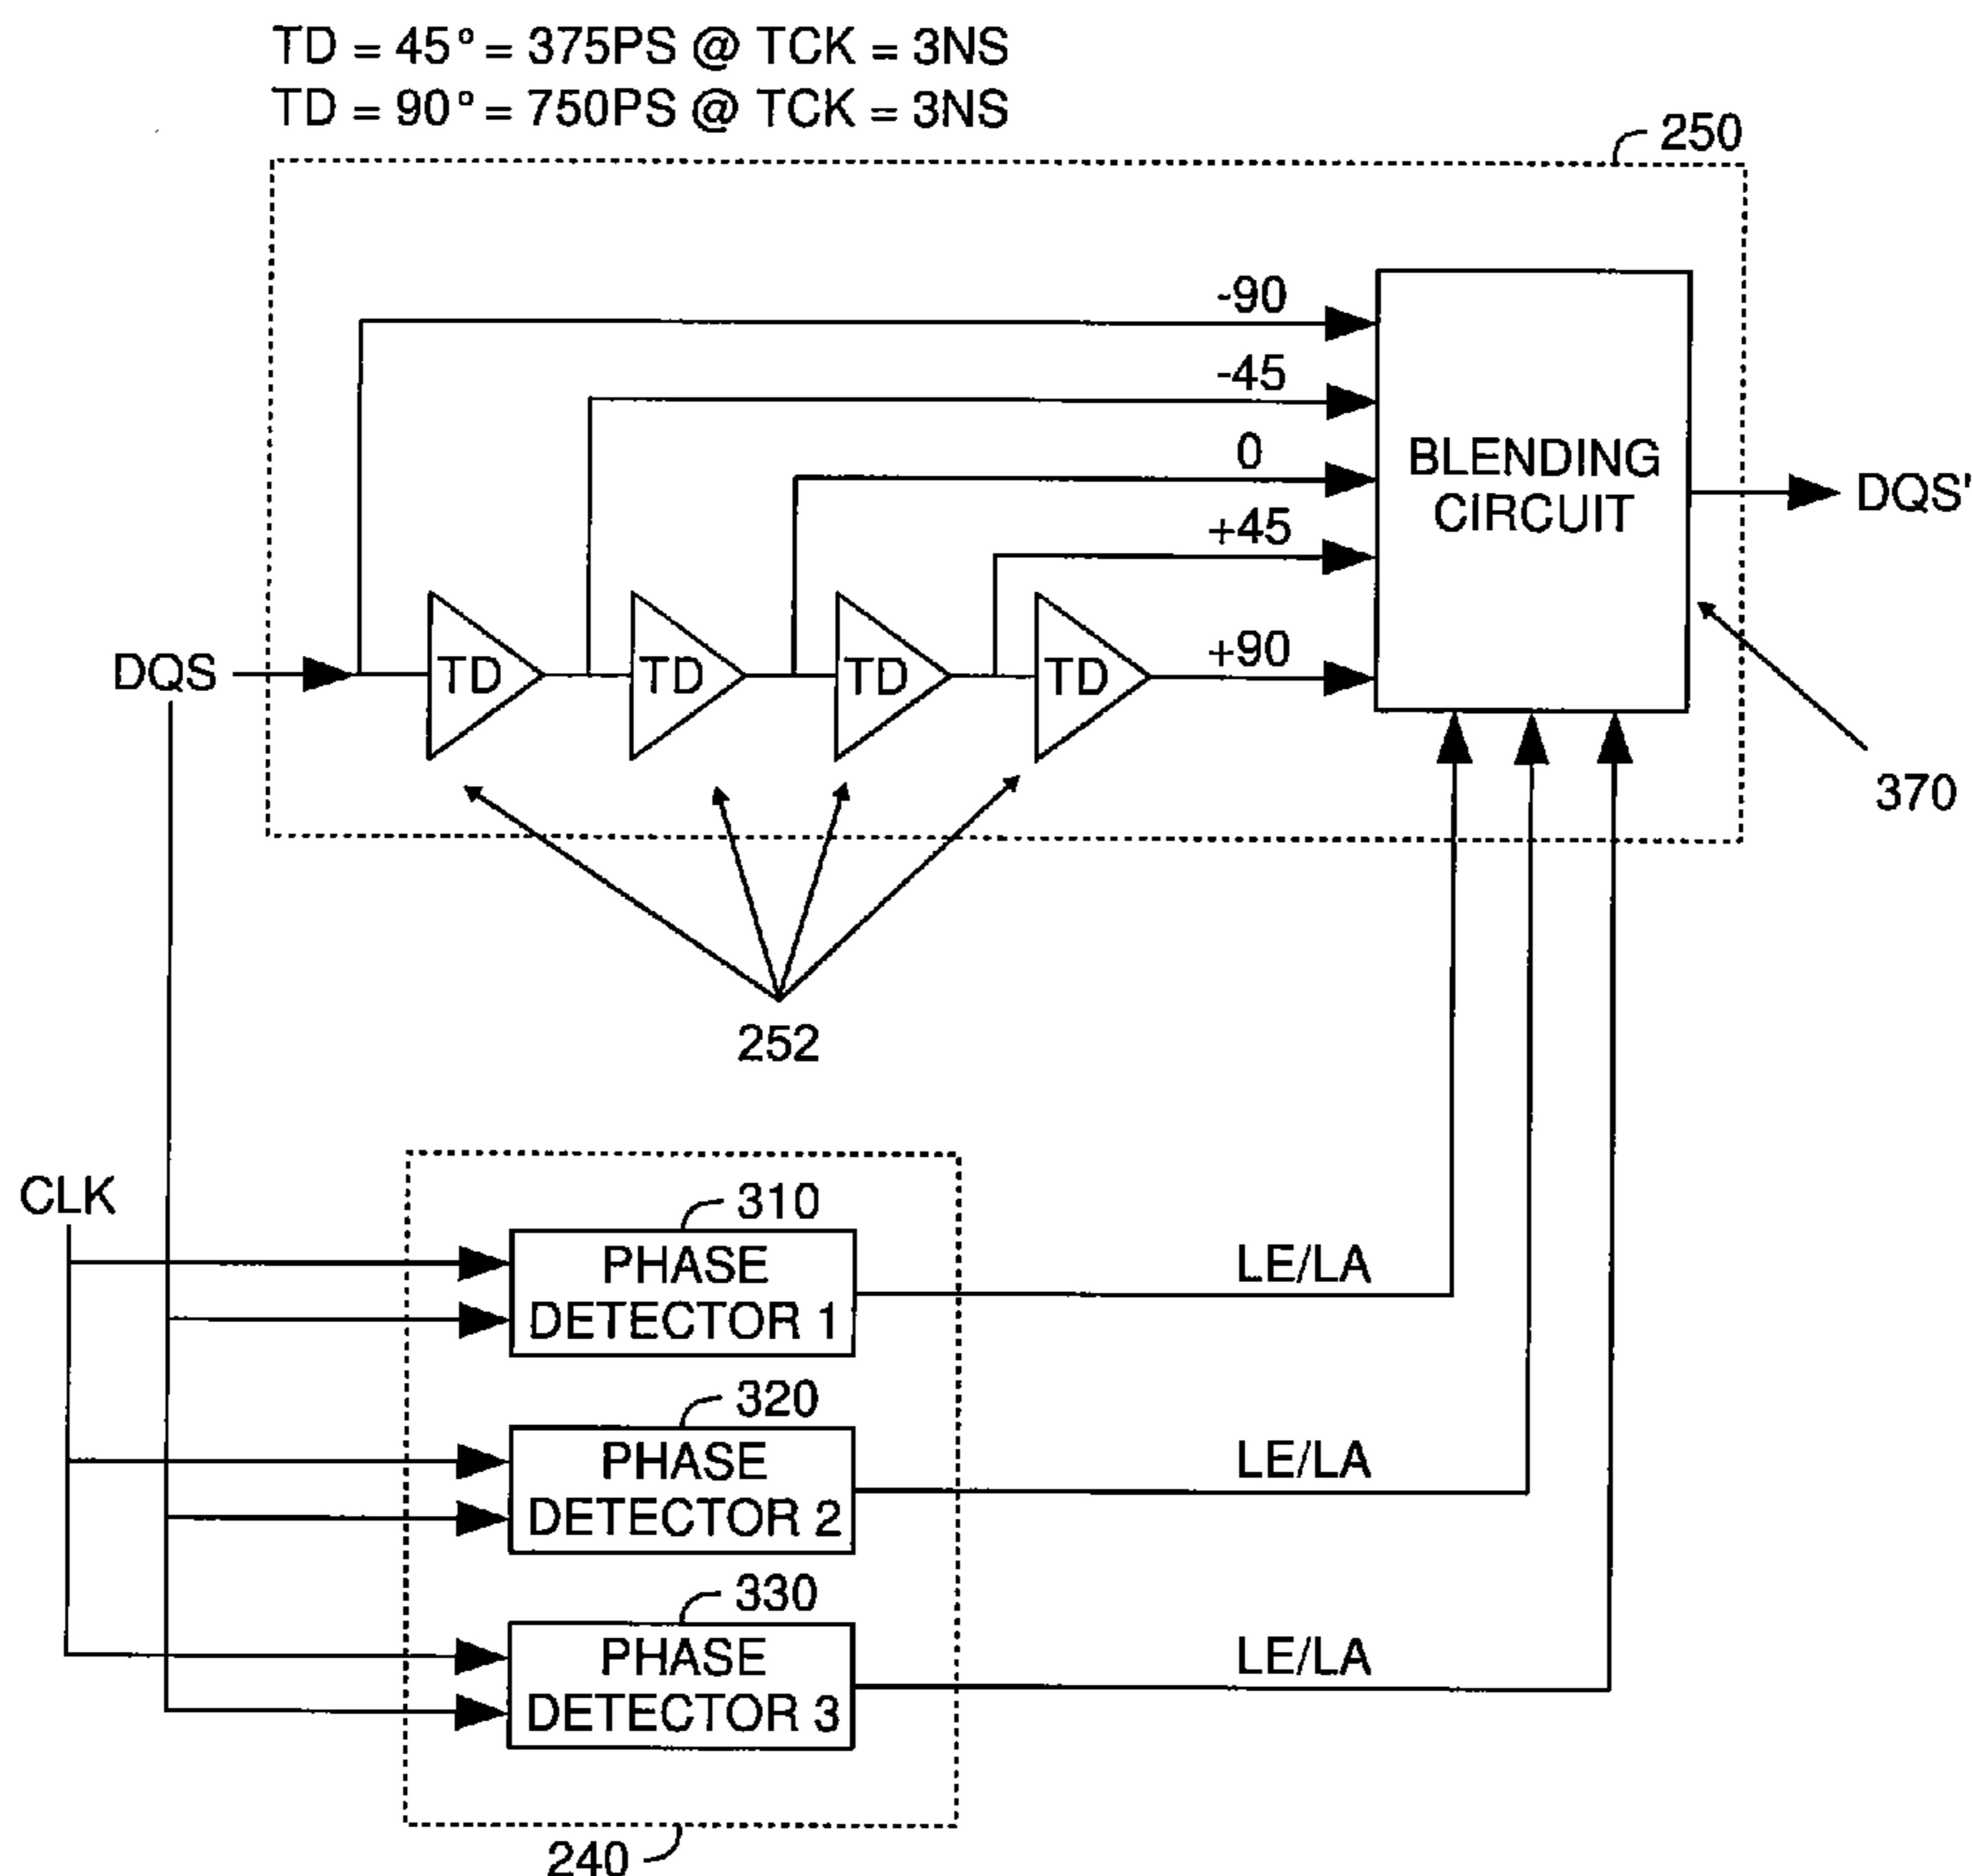 TD = 45° = 375PS @ TCK = 3NS
TD = 90° = 750PS @ TCK = 3NS
250
-90
-45
0
+45
+90
BLENDING
CIRCUIT
DQS'
DQS
TD
TD
TD
TD
370
252
CLK
310
PHASE
DETECTOR 1
LE/LA
320
PHASE
DETECTOR 2
LE/LA
330
PHASE
DETECTOR 3
LE/LA
240